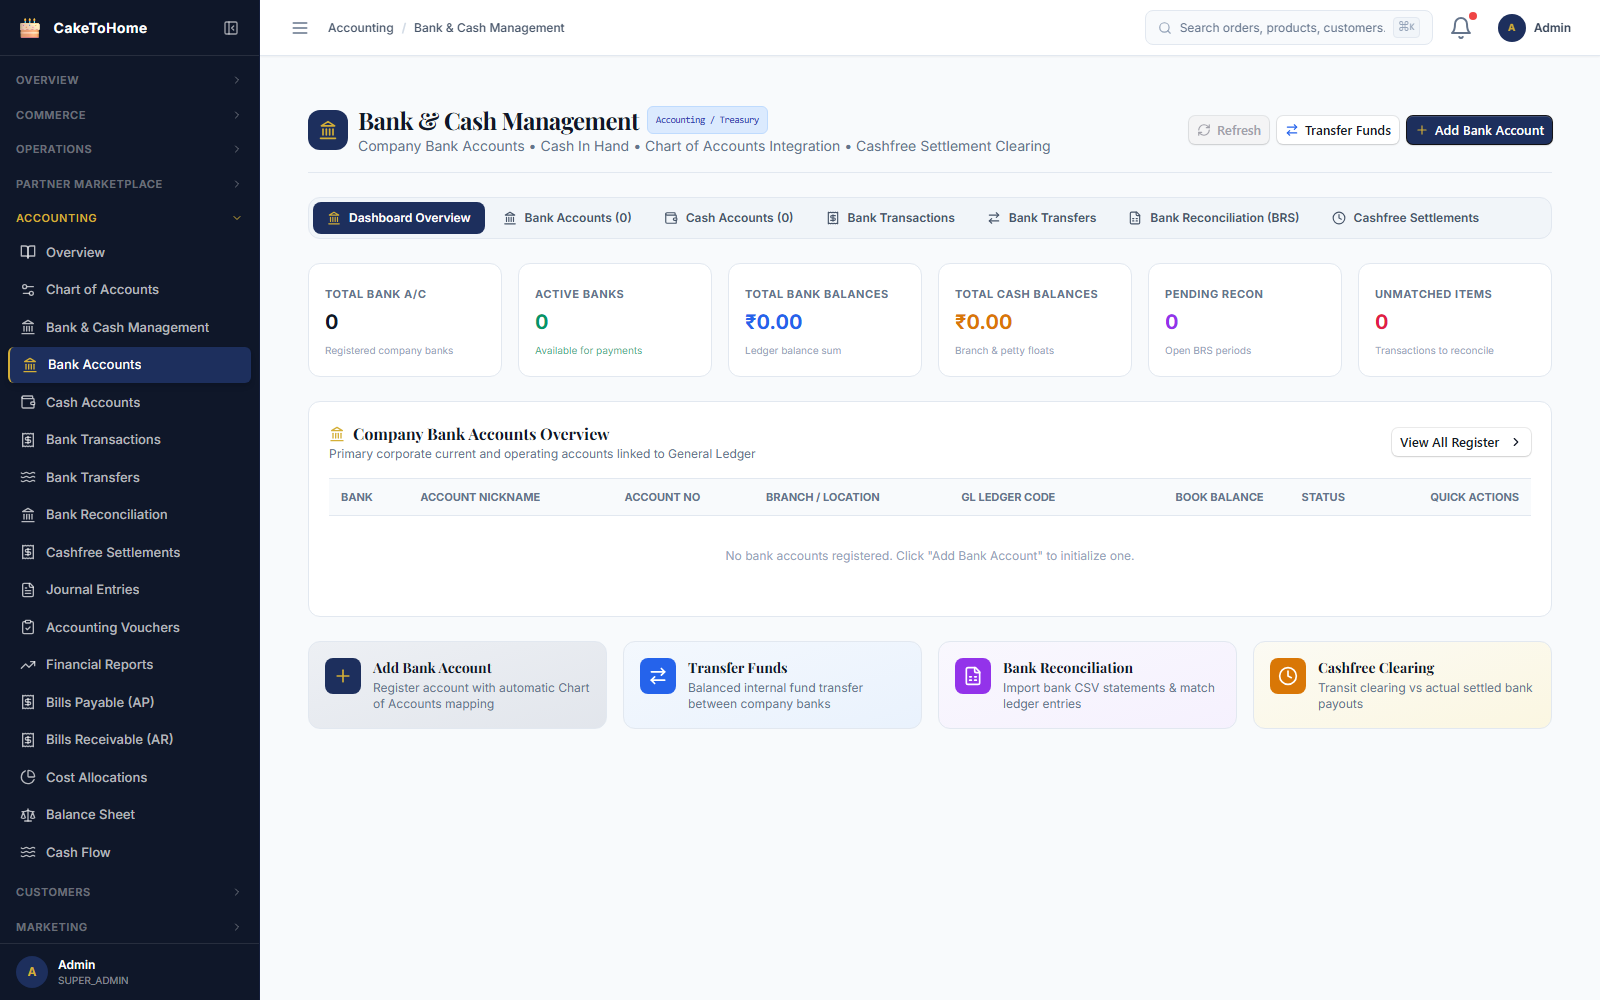 CakeToHome
OVERVIEW
COMMERCE
OPERATIONS
PARTNER MARKETPLACE
ACCOUNTING
Overview
Chart of Accounts
Bank & Cash Management
Bank Accounts
Cash Accounts
Bank Transactions
Bank Transfers
Bank Reconciliation
Cashfree Settlements
Journal Entries
Accounting Vouchers
Financial Reports
Bills Payable (AP)
Bills Receivable (AR)
Cost Allocations
Balance Sheet
Cash Flow
CUSTOMERS
MARKETING
A
Admin
SUPER_ADMIN
Accounting / Bank & Cash Management
Search orders, products, customers. ⌘K
A Admin
Bank & Cash Management Accounting / Treasury
Company Bank Accounts • Cash In Hand • Chart of Accounts Integration • Cashfree Settlement Clearing
Refresh Transfer Funds Add Bank Account
Dashboard Overview Bank Accounts (0) Cash Accounts (0) Bank Transactions Bank Transfers Bank Reconciliation (BRS) Cashfree Settlements
TOTAL BANK A/C
0
Registered company banks
ACTIVE BANKS
0
Available for payments
TOTAL BANK BALANCES
₹0.00
Ledger balance sum
TOTAL CASH BALANCES
₹0.00
Branch & petty floats
PENDING RECON
0
Open BRS periods
UNMATCHED ITEMS
0
Transactions to reconcile
Company Bank Accounts Overview
Primary corporate current and operating accounts linked to General Ledger
View All Register
BANK ACCOUNT NICKNAME ACCOUNT NO BRANCH / LOCATION GL LEDGER CODE BOOK BALANCE STATUS QUICK ACTIONS
No bank accounts registered. Click "Add Bank Account" to initialize one.
Add Bank Account
Register account with automatic Chart
of Accounts mapping
Transfer Funds
Balanced internal fund transfer
between company banks
Bank Reconciliation
Import bank CSV statements & match
ledger entries
Cashfree Clearing
Transit clearing vs actual settled bank
payouts